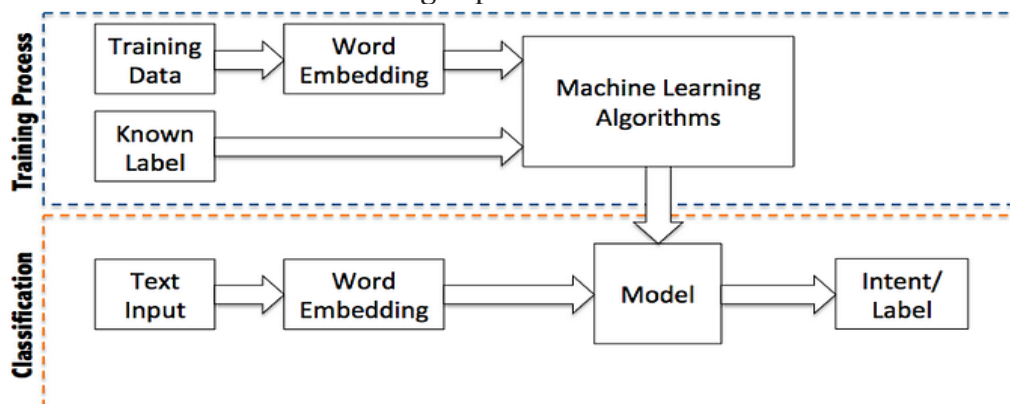 Training Process
Training
Data
Word
Embedding
Machine Learning
Algorithms
Known
Label
Classification
Text
Input
Word
Embedding
Model
Intent/
Label